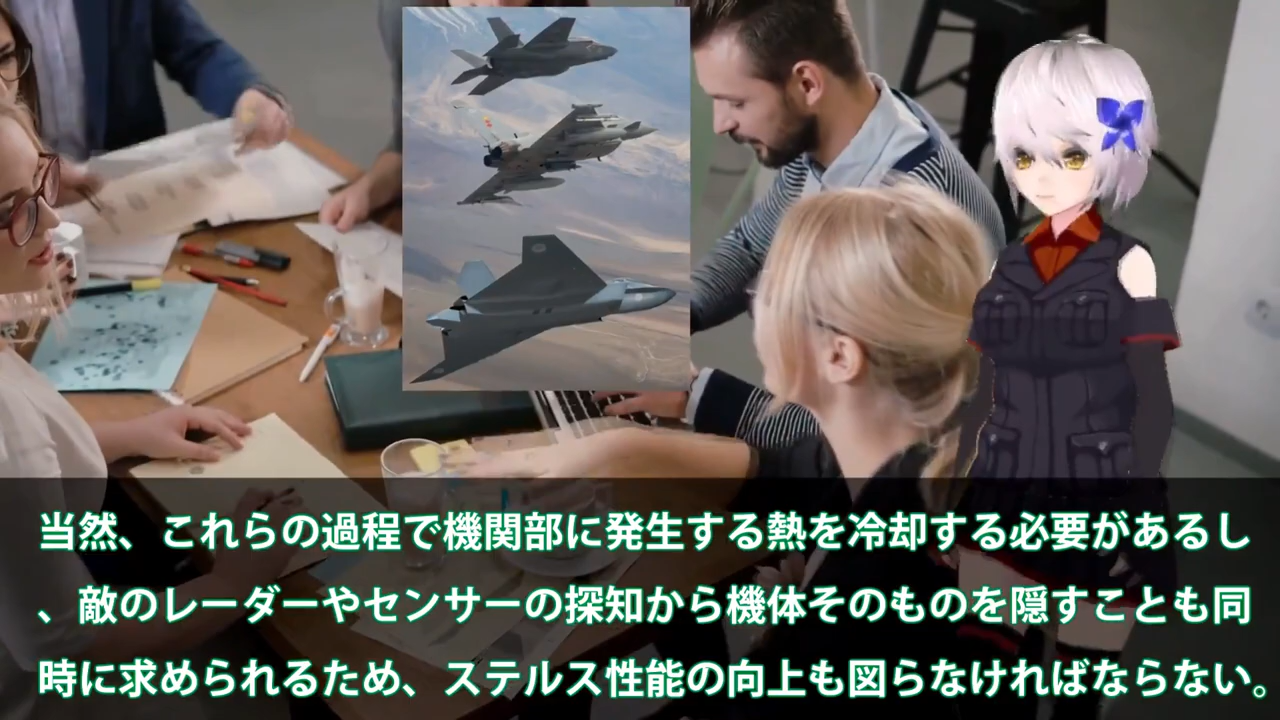 当然、これらの過程で機関部に発生する熱を冷却する必要があるし
、敵のレーダーやセンサーの探知から機体そのものを隠すことも同
時に求められるため、ステルス性能の向上も図らなければならない。